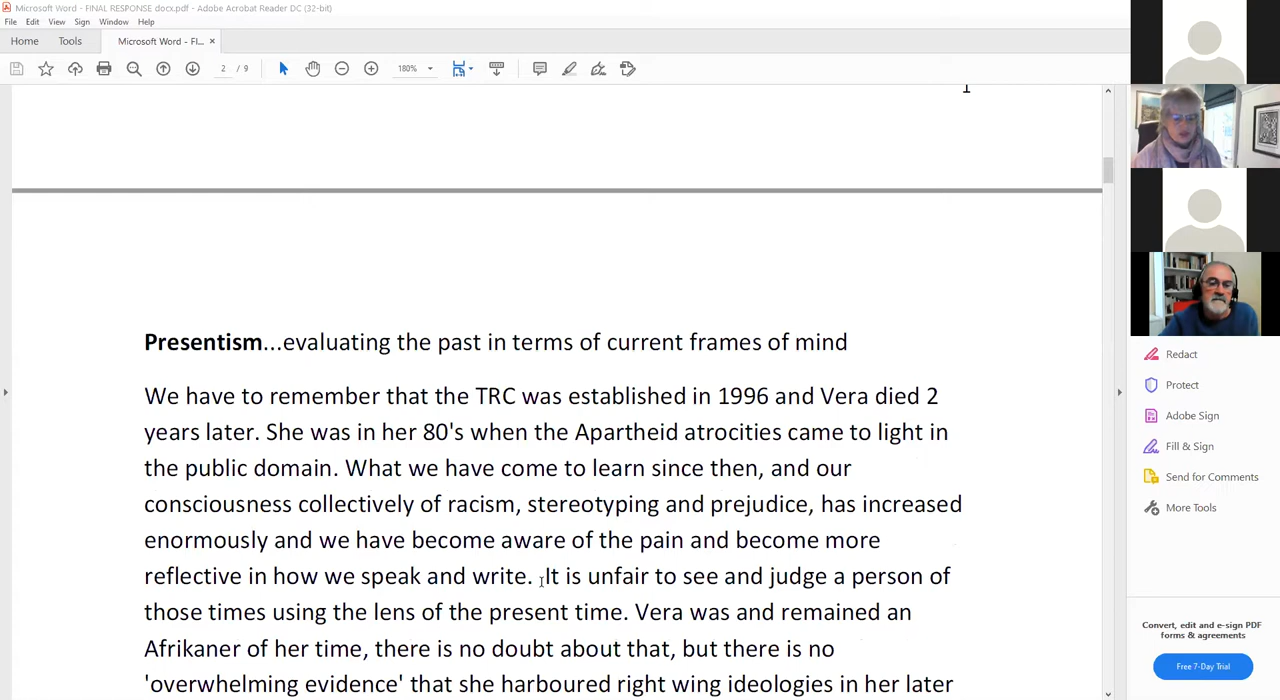 Microsoft Word - FINAL RESPONSE docx.pdf - Adobe Acrobat Reader DC (32-bit)
File Edit View Sign Window Help
Home Tools Microsoft Word - FI... ×
2 / 9 180%
Presentism...evaluating the past in terms of current frames of mind
We have to remember that the TRC was established in 1996 and Vera died 2
years later. She was in her 80's when the Apartheid atrocities came to light in
the public domain. What we have come to learn since then, and our
consciousness collectively of racism, stereotyping and prejudice, has increased
enormously and we have become aware of the pain and become more
reflective in how we speak and write. It is unfair to see and judge a person of
those times using the lens of the present time. Vera was and remained an
Afrikaner of her time, there is no doubt about that, but there is no
'overwhelming evidence' that she harboured right wing ideologies in her later
Redact
Protect
Adobe Sign
Fill & Sign
Send for Comments
More Tools
Convert, edit and e-sign PDF
forms & agreements
Free 7-Day Trial